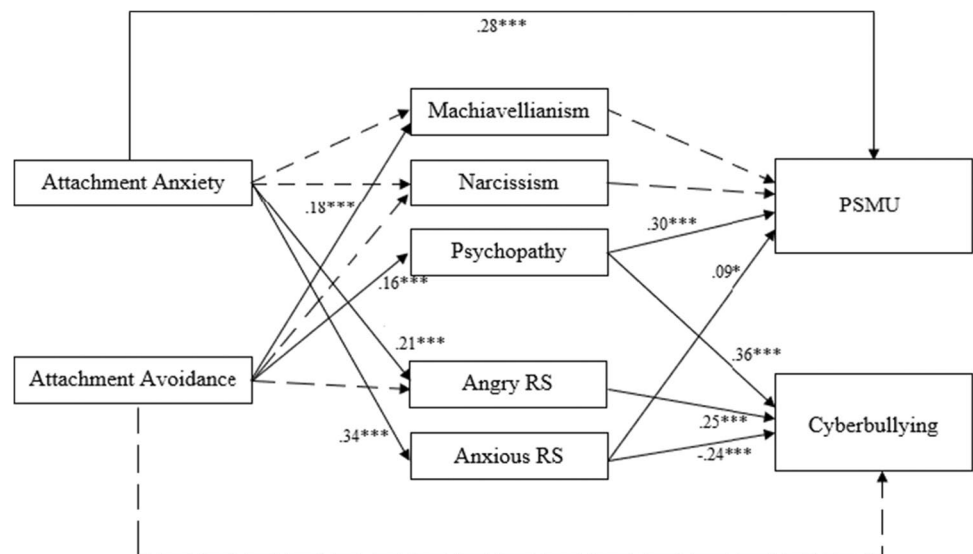 .28***
Machiavellianism
Attachment Anxiety
Narcissism
PSMU
.18***
.30***
Psychopathy
.09*
.16***
.21***
.36***
Attachment Avoidance
Angry RS
.25***
Cyberbullying
.34***
Anxious RS
-.24***